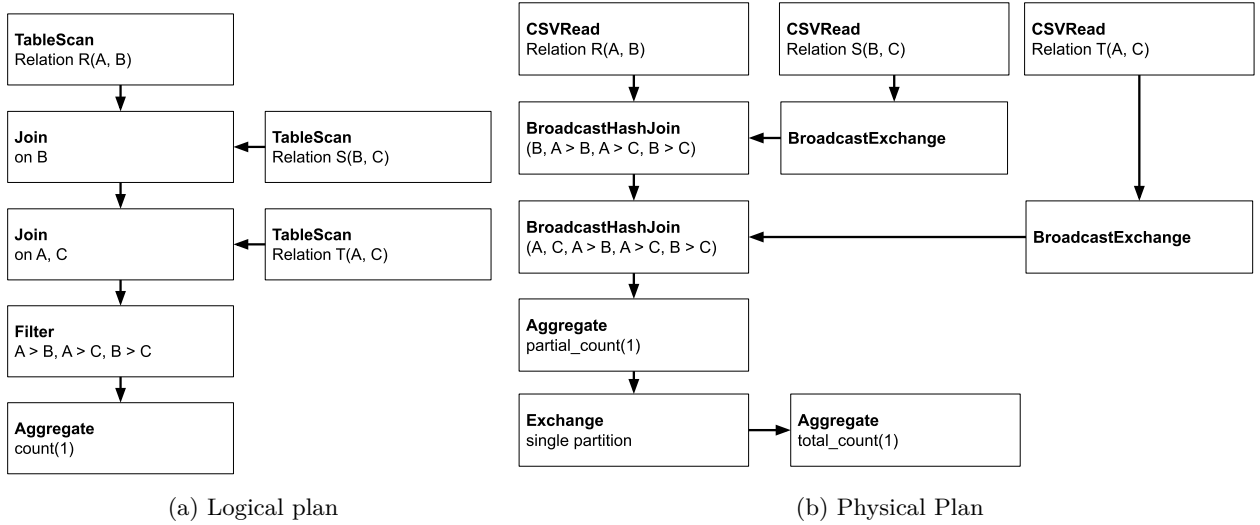 TableScan
Relation R(A, B)
Join
on B
TableScan
Relation S(B, C)
Join
on A, C
TableScan
Relation T(A, C)
Filter
A > B, A > C, B > C
Aggregate
count(1)
(a) Logical plan
CSVRead
Relation R(A, B)
CSVRead
Relation S(B, C)
CSVRead
Relation T(A, C)
BroadcastHashJoin
(B, A > B, A > C, B > C)
BroadcastExchange
BroadcastHashJoin
(A, C, A > B, A > C, B > C)
BroadcastExchange
Aggregate
partial_count(1)
Exchange
single partition
Aggregate
total_count(1)
(b) Physical Plan